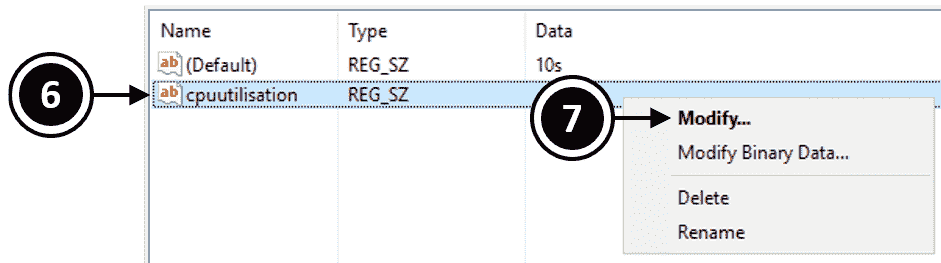 Name Type Data
ab (Default) REG_SZ 10s
6 ab cpuutilisation REG_SZ
7 Modify...
Modify Binary Data...
Delete
Rename